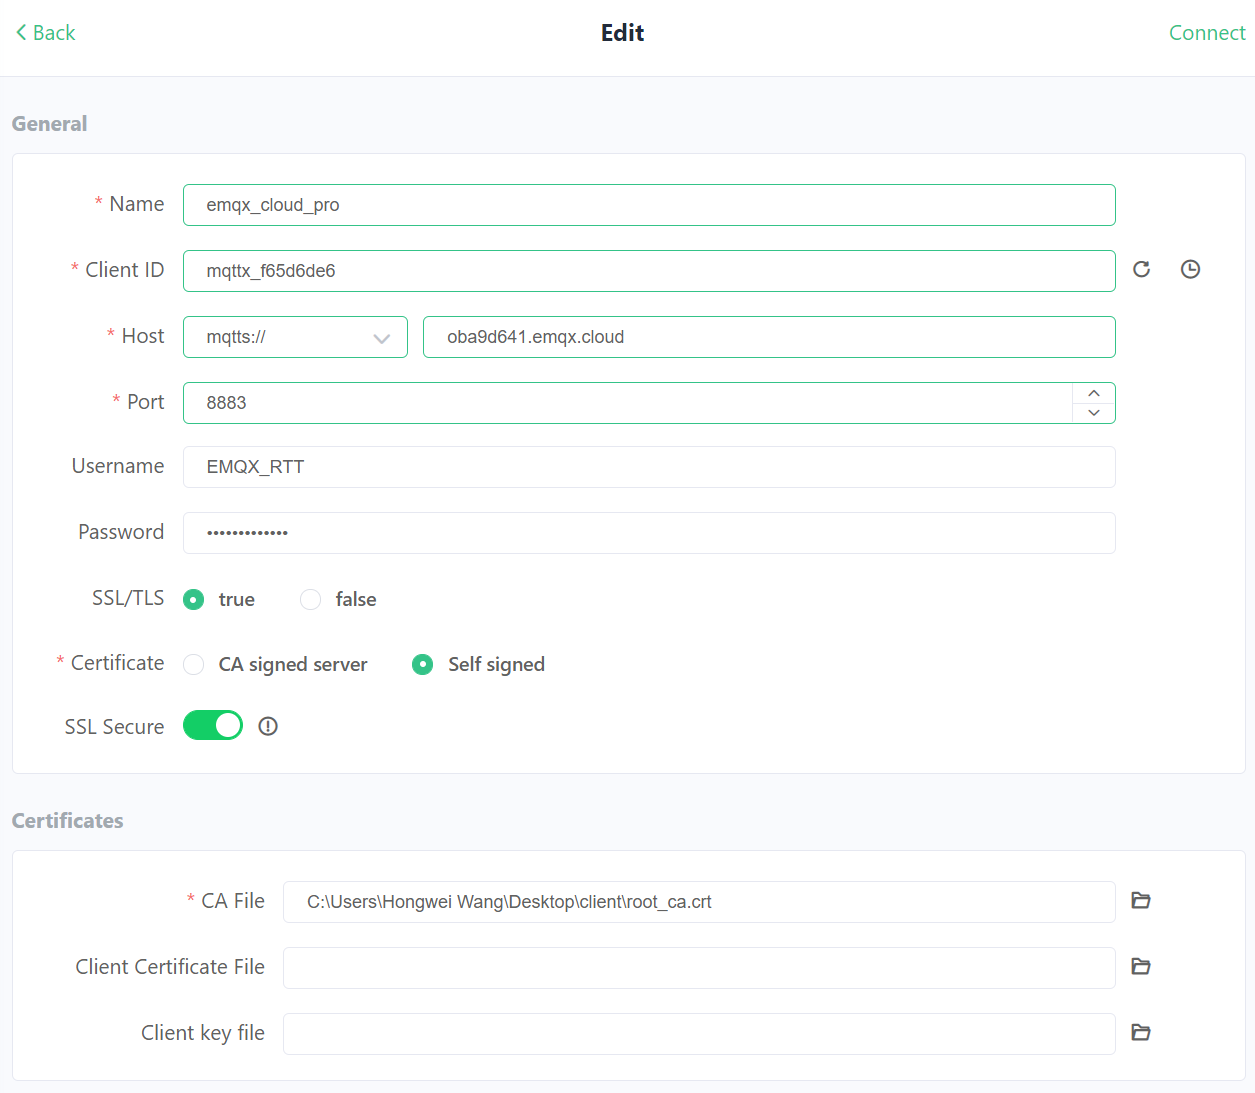 Back Edit Connect
General
* Name emqx_cloud_pro
* Client ID mqttx_f65d6de6
* Host mqtts:// oba9d641.emqx.cloud
* Port 8883
Username EMQX_RTT
Password •••••••••••••
SSL/TLS true false
* Certificate CA signed server Self signed
SSL Secure
Certificates
* CA File C:\Users\Hongwei Wang\Desktop\client\root_ca.crt
Client Certificate File
Client key file